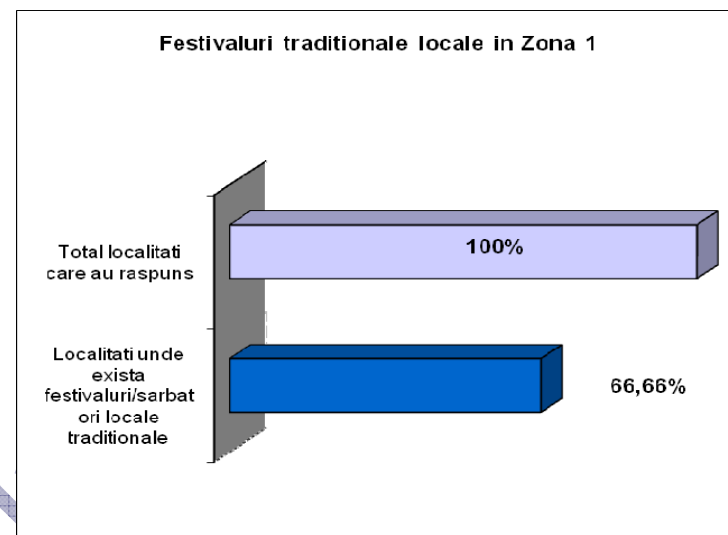 Festivaluri traditionale locale in Zona 1
Total localitati
care au raspuns
100%
Localitati unde
exista
festivaluri/sarbat
ori locale
traditionale
66,66%